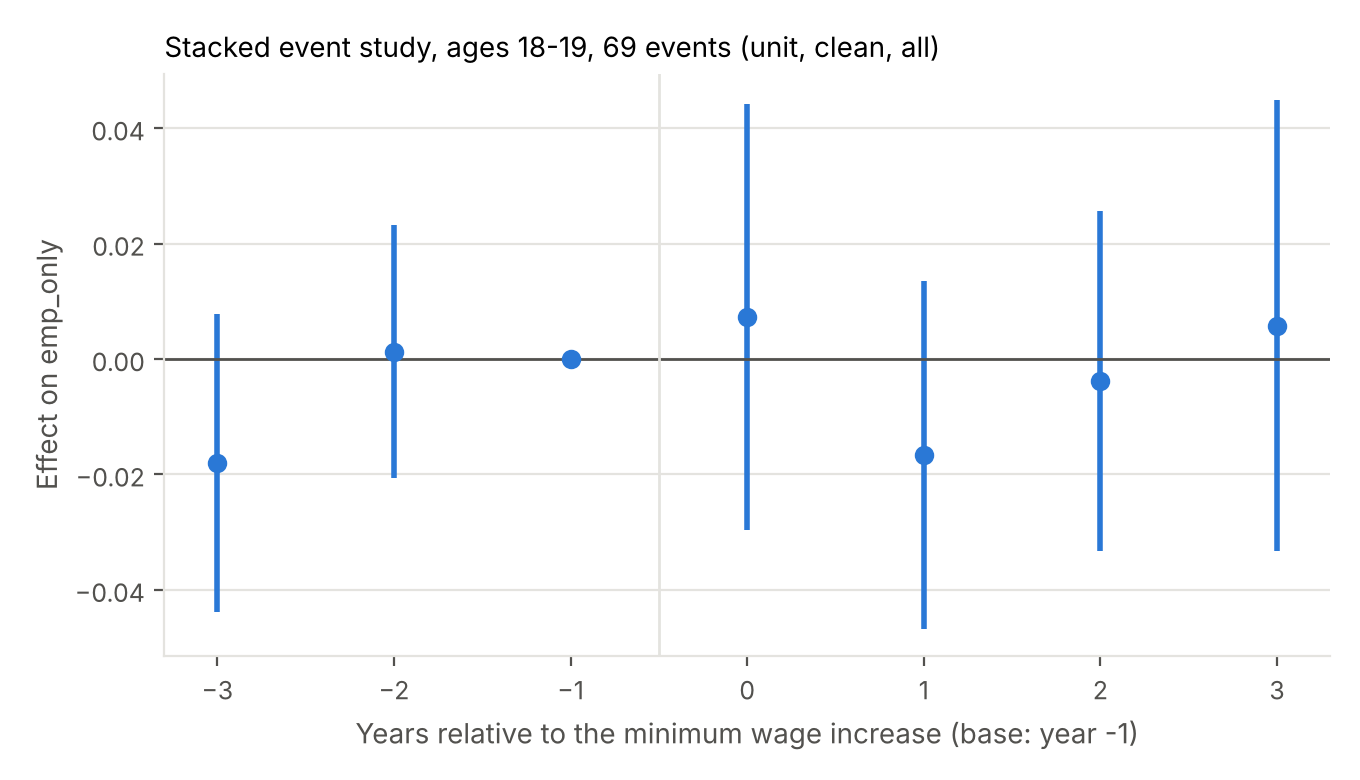 Stacked event study, ages 18-19, 69 events (unit, clean, all)
Effect on emp_only
0.04
0.02
0.00
−0.02
−0.04
−3 −2 −1 0 1 2 3
Years relative to the minimum wage increase (base: year -1)